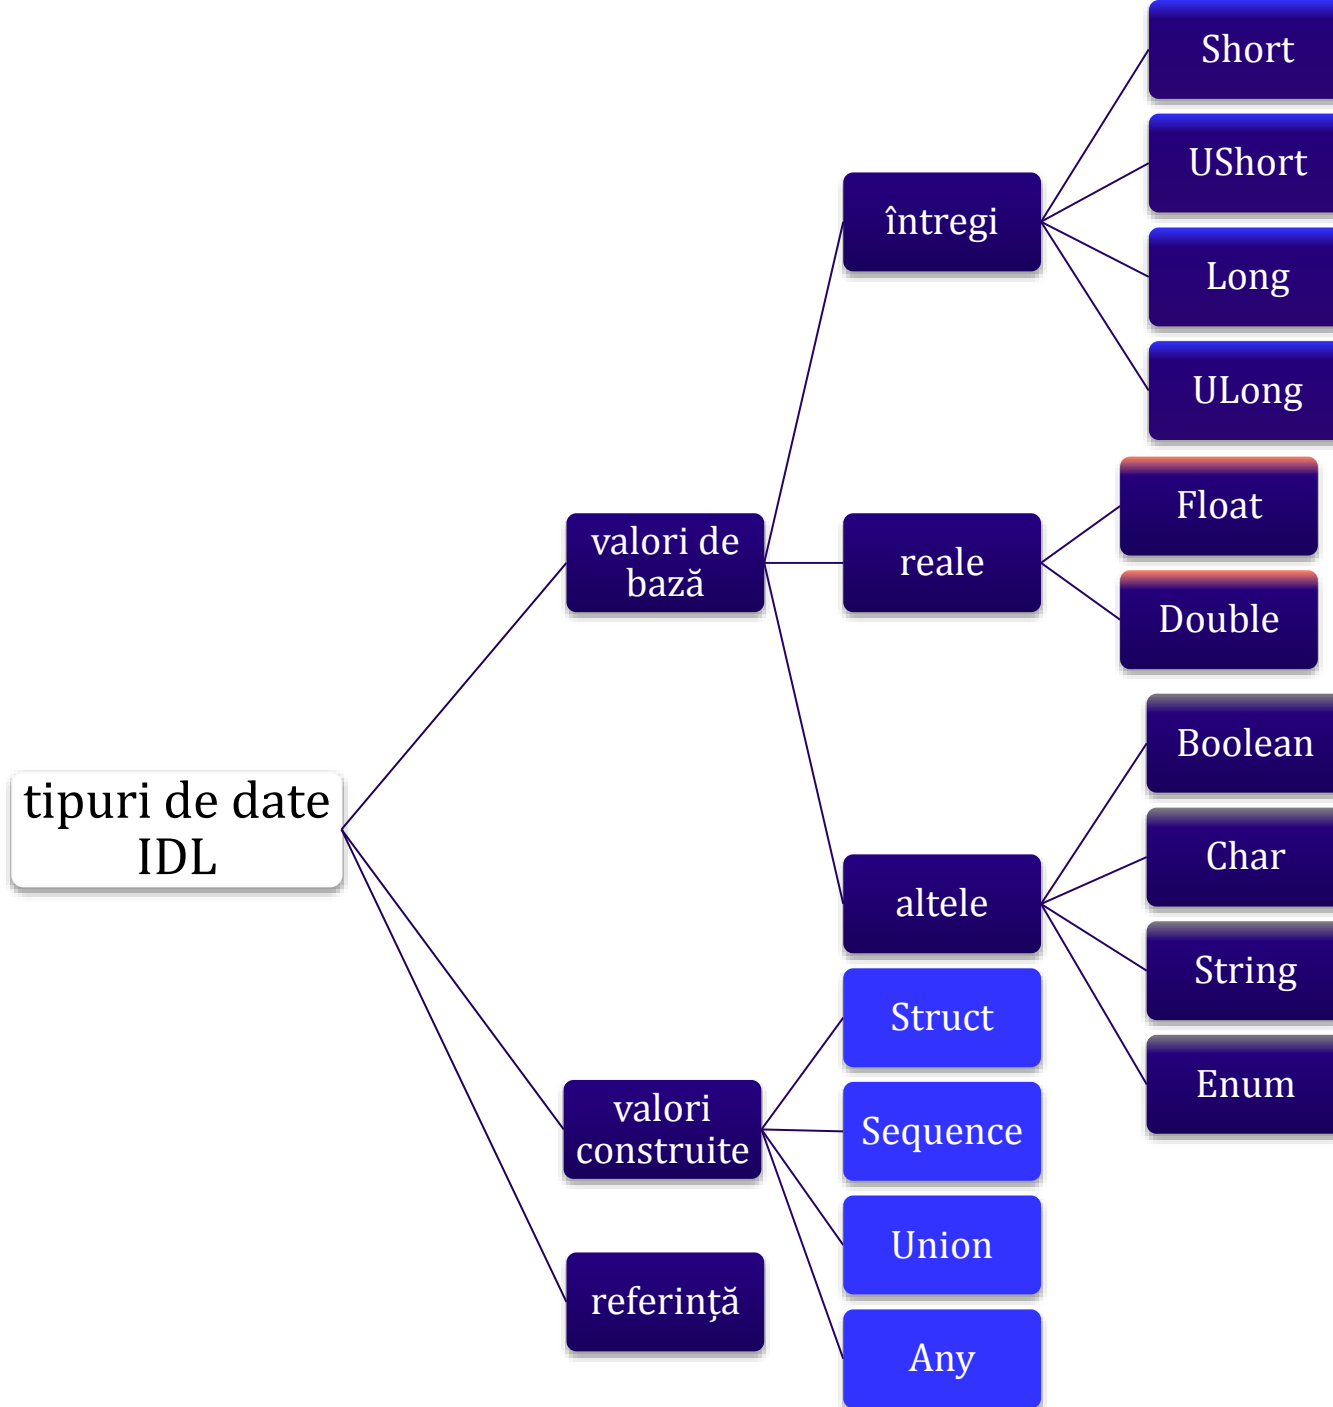 Short
UShort
întregi
Long
ULong
Float
valori de
bază
reale
Double
Boolean
tipuri de date
IDL
Char
altele
String
Struct
Enum
valori
construite
Sequence
Union
referință
Any